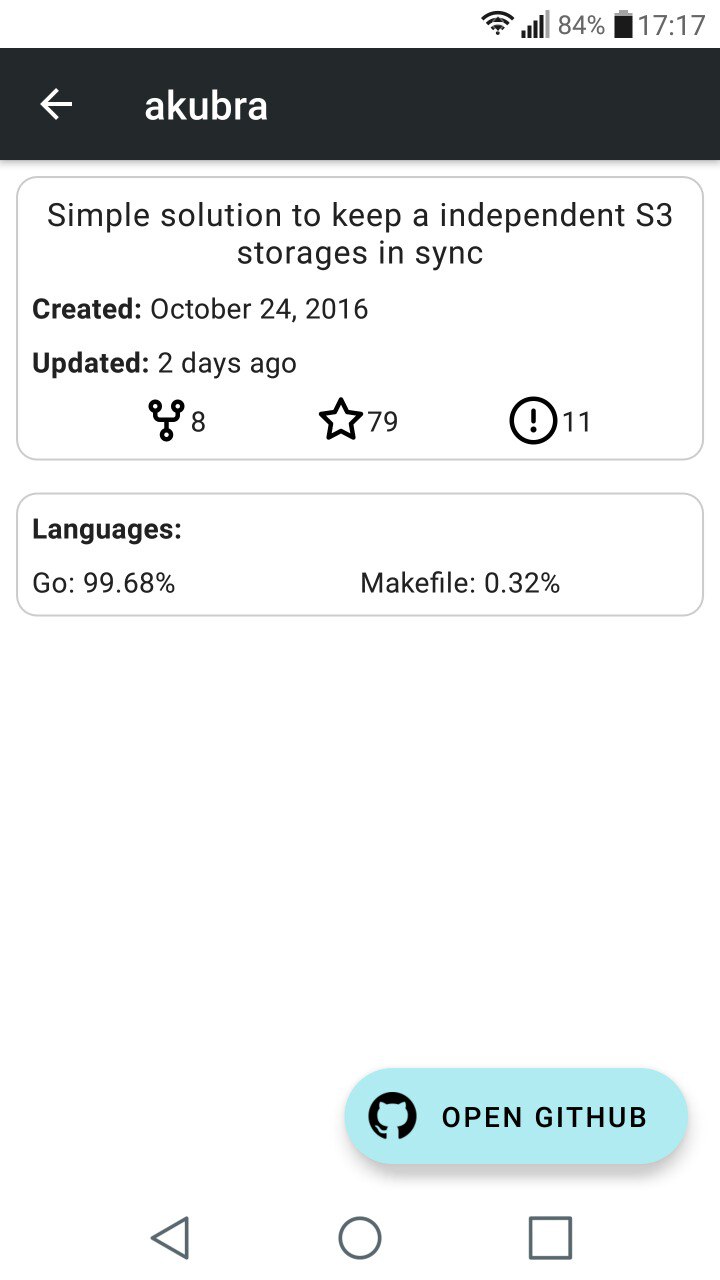 84% 17:17
akubra
Simple solution to keep a independent S3
storages in sync
Created: October 24, 2016
Updated: 2 days ago
8 79 11
Languages:
Go: 99.68% Makefile: 0.32%
OPEN GITHUB